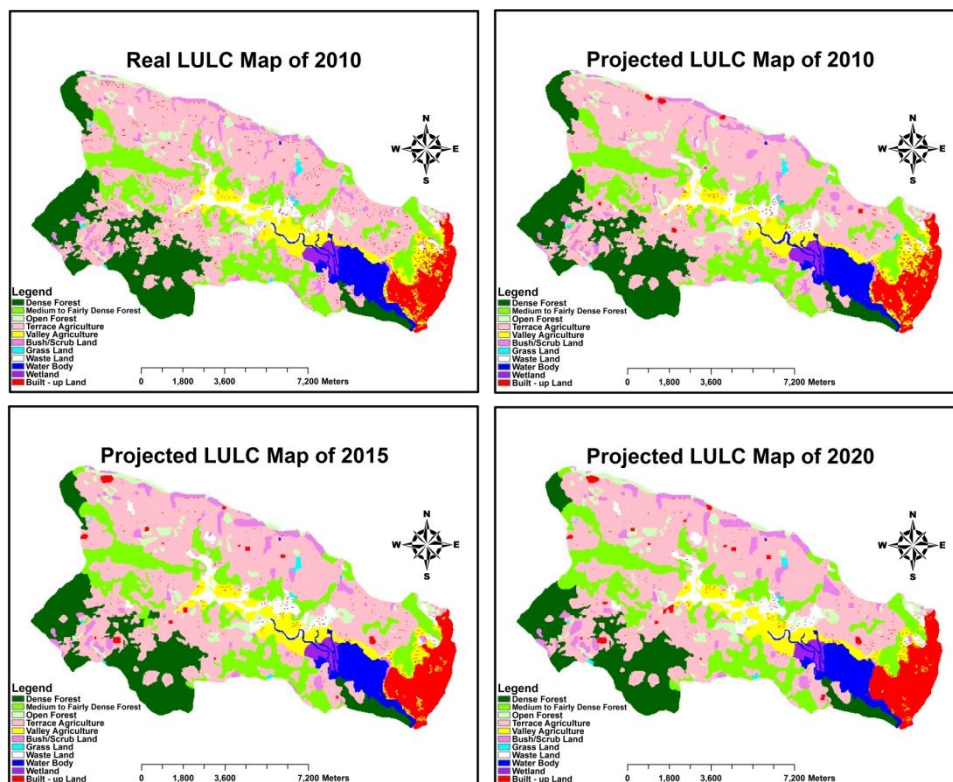 Real LULC Map of 2010
N
W E
S
Legend
Dense Forest
Medium to Fairly Dense Forest
Open Forest
Terrace Agriculture
Valley Agriculture
Bush/Scrub Land
Grass Land
Waste Land
Water Body
Wetland
Built - up Land
0 1,800 3,600 7,200 Meters
Projected LULC Map of 2010
N
W E
S
Legend
Dense Forest
Medium to Fairly Dense Forest
Open Forest
Terrace Agriculture
Valley Agriculture
Bush/Scrub Land
Grass Land
Waste Land
Water Body
Wetland
Built - up Land
0 1,800 3,600 7,200 Meters
Projected LULC Map of 2015
N
W E
S
Legend
Dense Forest
Medium to Fairly Dense Forest
Open Forest
Terrace Agriculture
Valley Agriculture
Bush/Scrub Land
Grass Land
Waste Land
Water Body
Wetland
Built - up Land
0 1,800 3,600 7,200 Meters
Projected LULC Map of 2020
N
W E
S
Legend
Dense Forest
Medium to Fairly Dense Forest
Open Forest
Terrace Agriculture
Valley Agriculture
Bush/Scrub Land
Grass Land
Waste Land
Water Body
Wetland
Built - up Land
0 1,800 3,600 7,200 Meters